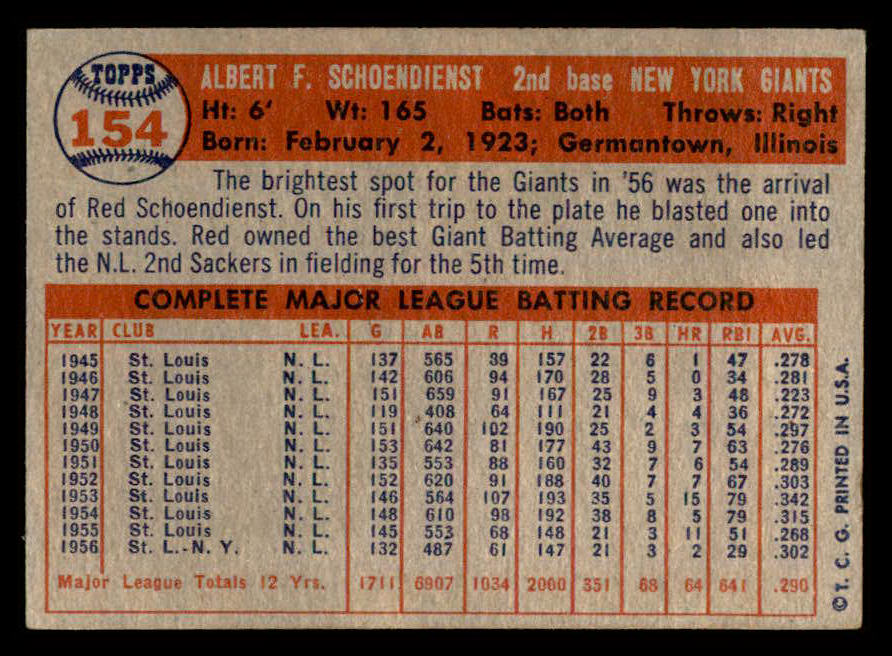 TOPPS
154
ALBERT F. SCHOENDIENST 2nd base NEW YORK GIANTS
Ht: 6' Wt: 165 Bats: Both Throws: Right
Born: February 2, 1923; Germantown, Illinois
The brightest spot for the Giants in '56 was the arrival
of Red Schoendienst. On his first trip to the plate he blasted one into
the stands. Red owned the best Giant Batting Average and also led
the N.L. 2nd Sackers in fielding for the 5th time.
COMPLETE MAJOR LEAGUE BATTING RECORD
YEAR CLUB LEA. G AB R H 2B 3B HR RBI AVG.
1945 St. Louis N. L. 137 565 39 157 22 6 1 47 .278
1946 St. Louis N. L. 142 606 94 170 28 5 0 34 .281
1947 St. Louis N. L. 151 659 91 167 25 9 3 48 .223
1948 St. Louis N. L. 119 408 64 111 21 4 4 36 .272
1949 St. Louis N. L. 151 640 102 190 25 2 3 54 .297
1950 St. Louis N. L. 153 642 81 177 43 9 7 63 .276
1951 St. Louis N. L. 135 553 88 160 32 7 6 54 .289
1952 St. Louis N. L. 152 620 91 188 40 7 7 67 .303
1953 St. Louis N. L. 146 564 107 193 35 5 15 79 .342
1954 St. Louis N. L. 148 610 98 192 38 8 5 79 .315
1955 St. Louis N. L. 145 553 68 148 21 3 11 51 .268
1956 St. L.-N. Y. N. L. 132 487 61 147 21 3 2 29 .302
Major League Totals 12 Yrs. 1711 6907 1034 2000 351 68 64 641 .290
©T. C. G. PRINTED IN U.S.A.